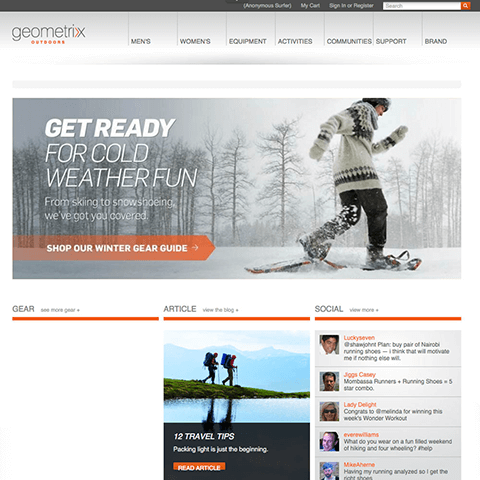 (Anonymous Surfer) My Cart Sign In or Register Search
geometrixx
OUTDOORS
MEN'S WOMEN'S EQUIPMENT ACTIVITIES COMMUNITIES SUPPORT BRAND
GET READY
FOR COLD
WEATHER FUN
From skiing to snowshoeing,
we've got you covered.
SHOP OUR WINTER GEAR GUIDE
GEAR see more gear »
ARTICLE view the blog »
12 TRAVEL TIPS
Packing light is just the beginning.
READ ARTICLE
SOCIAL view more »
Luckyseven
@shawjohnt Plan: buy pair of Nairobi
running shoes — I think that will motivate
me if nothing else will.
Jiggs Casey
Mombassa Runners + Running Shoes = 5
star combo.
Lady Delight
Congrats to @melinda for winning this
week's Wonder Workout
everewilliams
What do you wear on a fun filled weekend
of hiking and four wheeling? #help
MikeAherne
Having my running analyzed so I get the
right shoes.